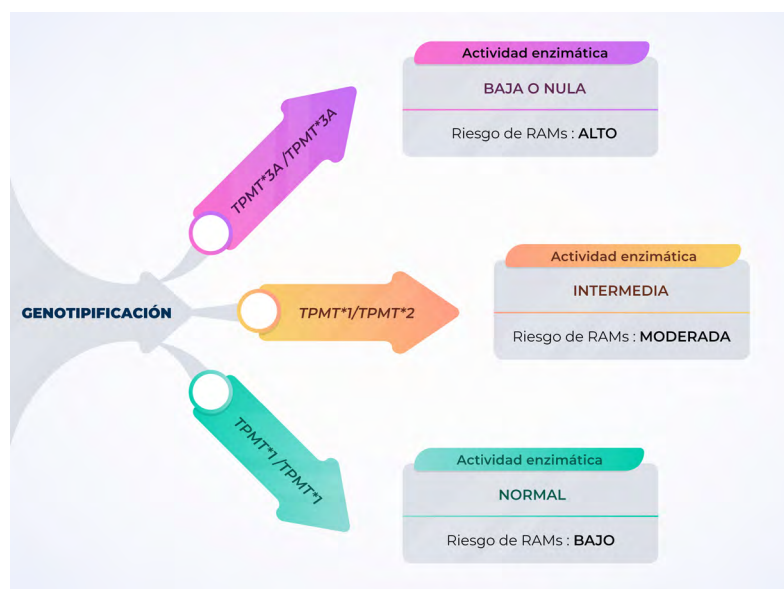 Actividad enzimática
BAJA O NULA
Riesgo de RAMs : ALTO
TPMT*3A /TPMT*3A
Actividad enzimática
INTERMEDIA
Riesgo de RAMs : MODERADA
GENOTIPIFICACIÓN
TPMT*1/TPMT*2
TPMT*1 /TPMT*1
Actividad enzimática
NORMAL
Riesgo de RAMs : BAJO